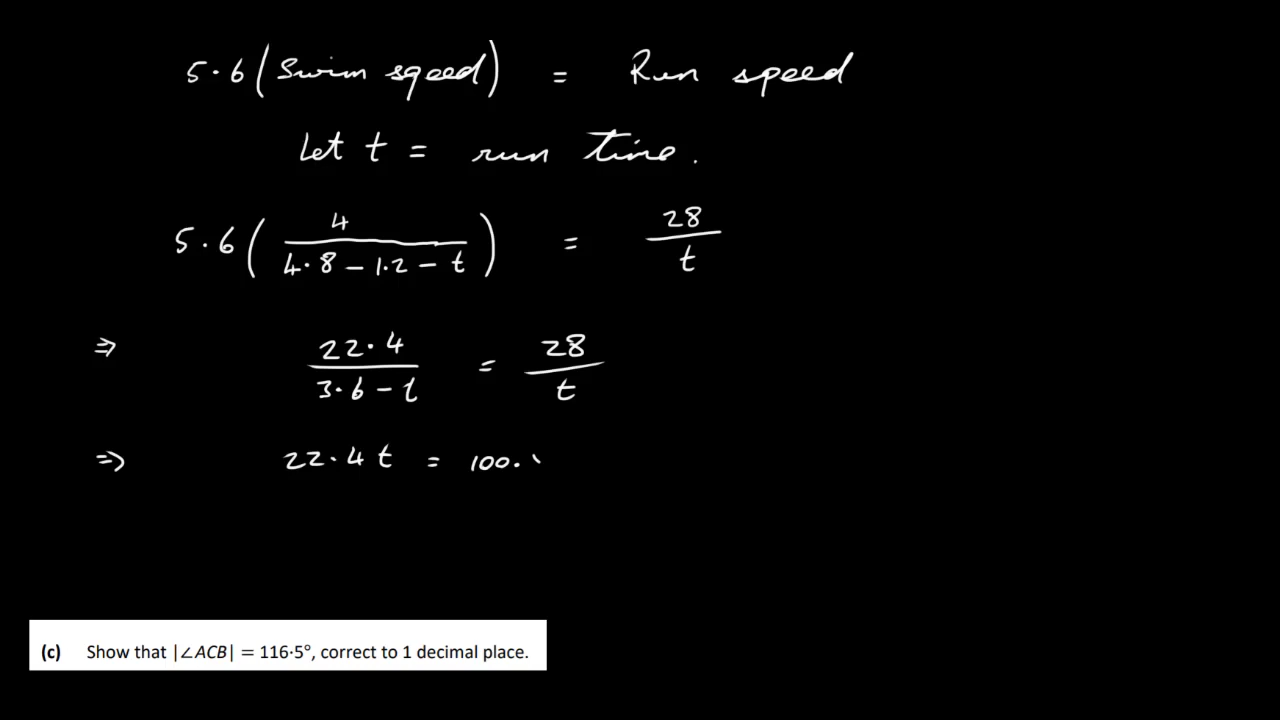 5·6 (Swim speed) = Run speed
Let t = run time.
5·6 ( 4 / (4·8 − 1·2 − t) ) = 28 / t
⇒ 22·4 / (3·6 − t) = 28 / t
⇒ 22·4 t = 100·
(c) Show that |∠ACB| = 116·5°, correct to 1 decimal place.